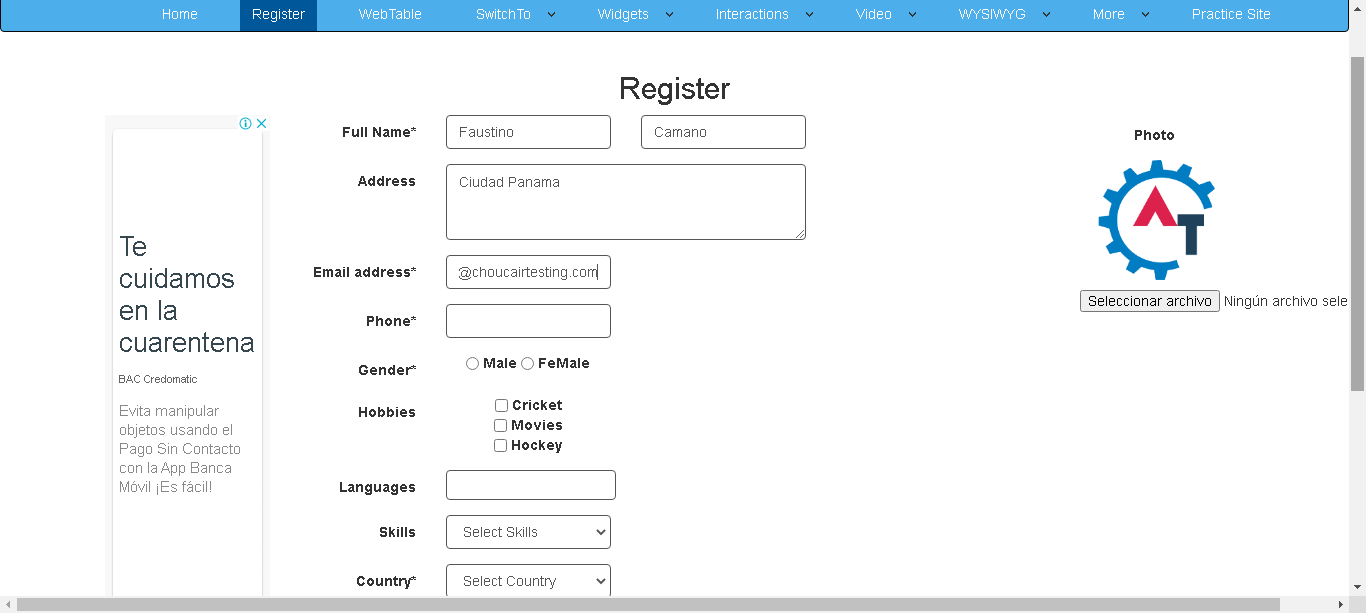 Home Register WebTable SwitchTo Widgets Interactions Video WYSIWYG More Practice Site
Register
Full Name* Faustino Camano
Address Ciudad Panama
Email address* @choucairtesting.com
Phone*
Gender* Male FeMale
Hobbies Cricket
Movies
Hockey
Languages
Skills Select Skills
Country* Select Country
Te
cuidamos
en la
cuarentena
BAC Credomatic
Evita manipular
objetos usando el
Pago Sin Contacto
con la App Banca
Móvil ¡Es fácil!
Photo
AT
Seleccionar archivo Ningún archivo sele